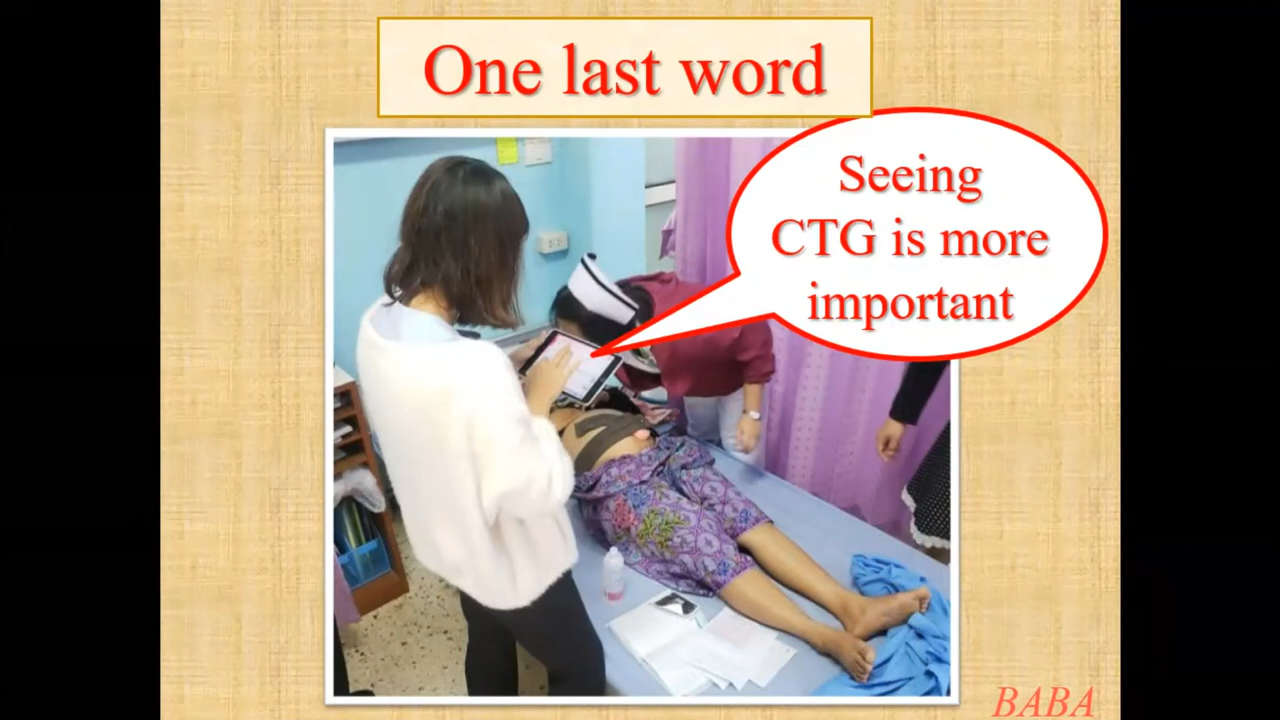 One last word
Seeing
CTG is more
important
BABA